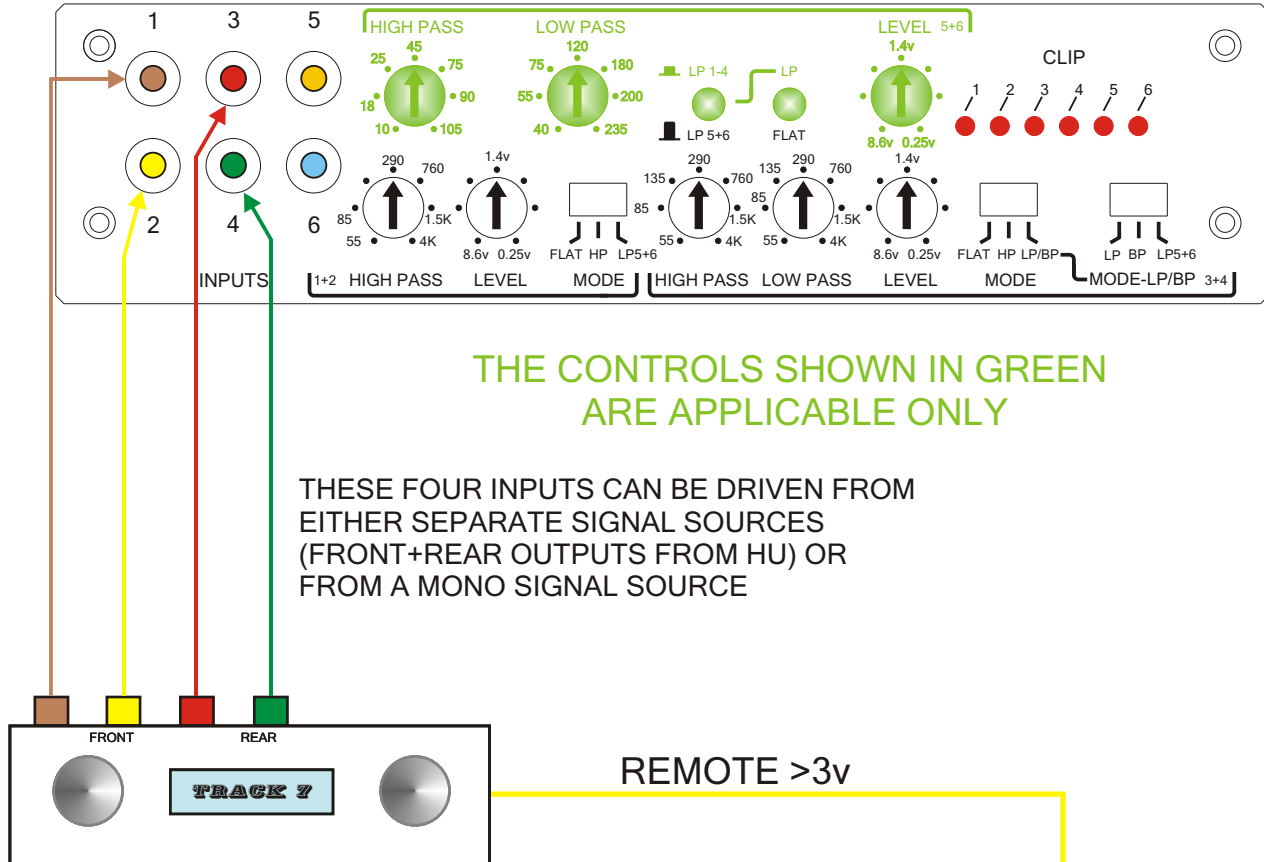 1 3 5
HIGH PASS LOW PASS LEVEL 5+6
45 120 1.4v
25 75 75 180
18 90 55 200
10 105 40 235 8.6v 0.25v
LP 1-4 LP
LP 5+6 FLAT
CLIP
1 2 3 4 5 6
2 4 6
INPUTS
290 760 1.4v
85 1.5K
55 4K 8.6v 0.25v FLAT HP LP5+6
1+2 HIGH PASS LEVEL MODE
290 290 1.4v
135 760 135 760
85 1.5K 85 1.5K
55 4K 55 4K 8.6v 0.25v FLAT HP LP/BP LP BP LP5+6
HIGH PASS LOW PASS LEVEL MODE MODE-LP/BP 3+4
THE CONTROLS SHOWN IN GREEN
ARE APPLICABLE ONLY
THESE FOUR INPUTS CAN BE DRIVEN FROM
EITHER SEPARATE SIGNAL SOURCES
(FRONT+REAR OUTPUTS FROM HU) OR
FROM A MONO SIGNAL SOURCE
FRONT REAR
TRACK 7
REMOTE >3v